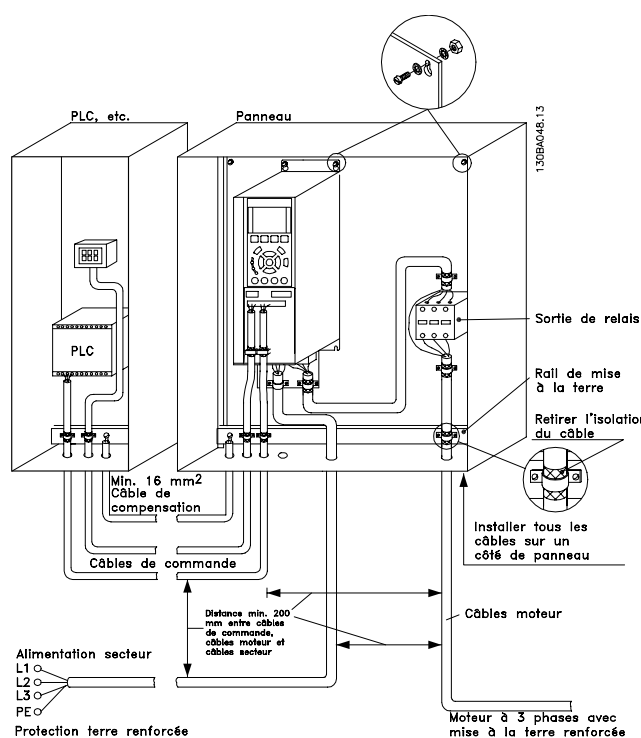 130BA048.13
PLC, etc.
Panneau
PLC
Sortie de relais
Rail de mise
à la terre
Retirer l'isolation
du câble
Min. 16 mm2
Câble de
compensation
Installer tous les
câbles sur un
côté de panneau
Câbles de commande
Distance min. 200
mm entre câbles
de commande,
câbles moteur et
câbles secteur
Câbles moteur
Alimentation secteur
L1
L2
L3
PE
Protection terre renforcée
Moteur à 3 phases avec
mise à la terre renforcée